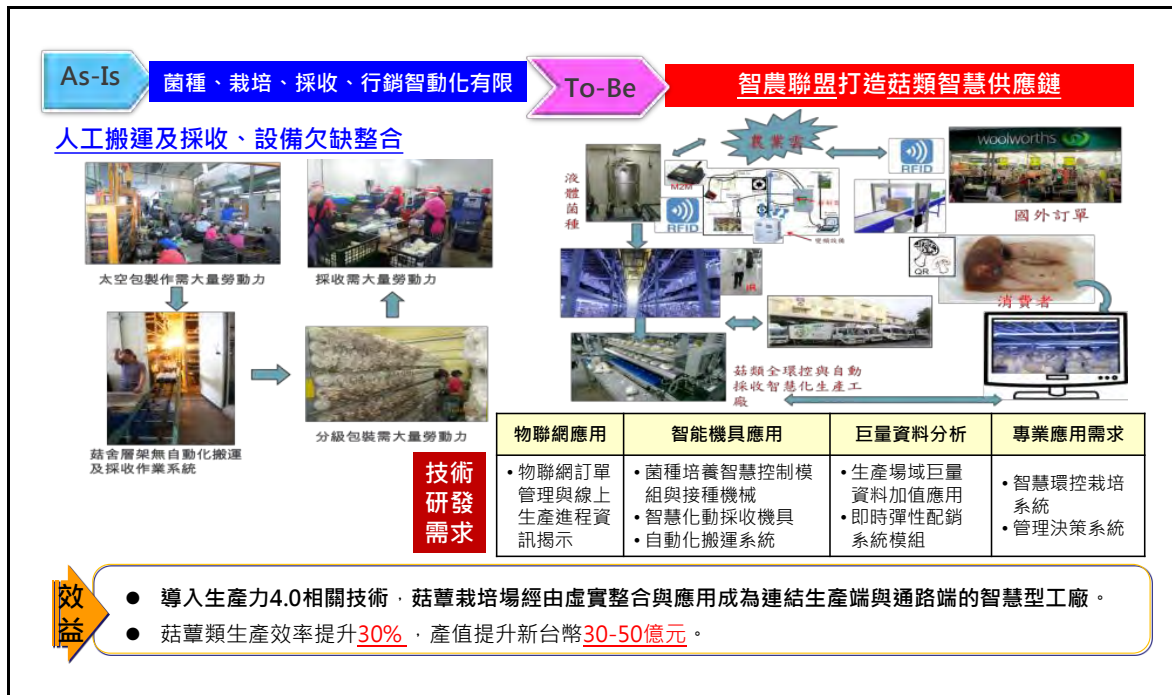 As-Is
菌種、栽培、採收、行銷智動化有限
To-Be
智農聯盟打造菇類智慧供應鏈
人工搬運及採收、設備欠缺整合
太空包製作需大量勞動力
採收需大量勞動力
菇舍層架無自動化搬運
及採收作業系統
分級包裝需大量勞動力
農業雲
液體菌種
M2M
RFID
變頻設備
RFID
woolworths
國外訂單
IR
QR
消費者
菇類全環控與自動
採收智慧化生產工
廠
技術
研發
需求
物聯網應用
智能機具應用
巨量資料分析
專業應用需求
•物聯網訂單
管理與線上
生產進程資
訊揭示
•菌種培養智慧控制模
組與接種機械
•智慧化動採收機具
•自動化搬運系統
•生產場域巨量
資料加值應用
•即時彈性配銷
系統模組
•智慧環控栽培
系統
•管理決策系統
效
益
● 導入生產力4.0相關技術，菇蕈栽培場經由虛實整合與應用成為連結生產端與通路端的智慧型工廠。
● 菇蕈類生產效率提升30%，產值提升新台幣30-50億元。